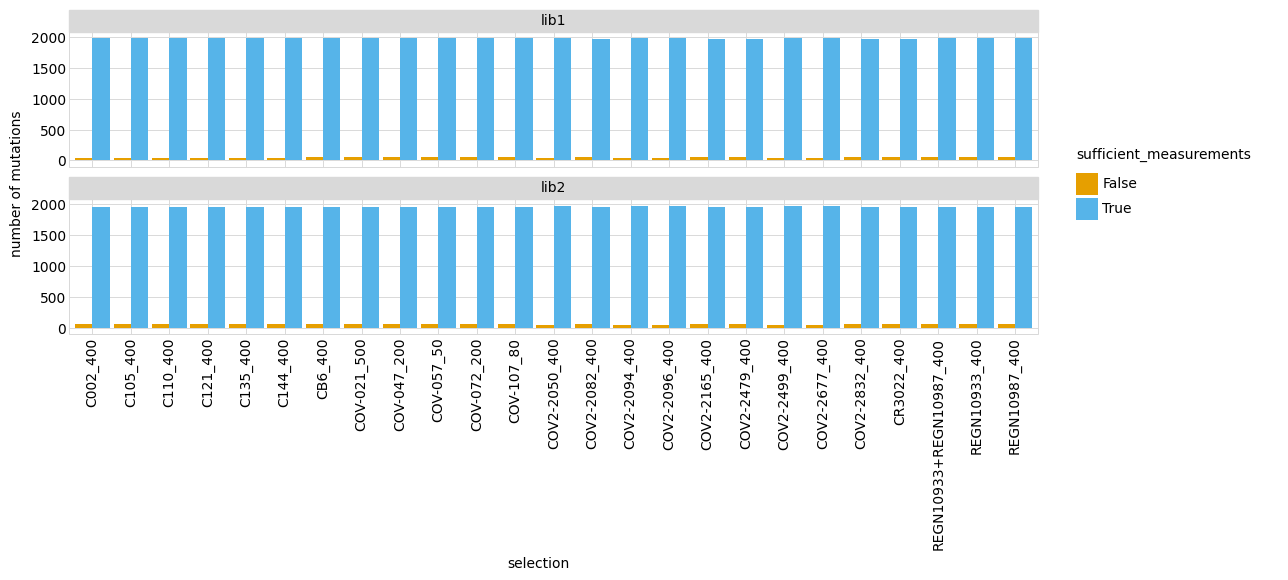 lib1
2000
1500
1000
500
0
lib2
2000
1500
1000
500
0
number of mutations
C002_400
C105_400
C110_400
C121_400
C135_400
C144_400
CB6_400
COV-021_500
COV-047_200
COV-057_50
COV-072_200
COV-107_80
COV2-2050_400
COV2-2082_400
COV2-2094_400
COV2-2096_400
COV2-2165_400
COV2-2479_400
COV2-2499_400
COV2-2677_400
COV2-2832_400
CR3022_400
REGN10933+REGN10987_400
REGN10933_400
REGN10987_400
selection
sufficient_measurements
False
True